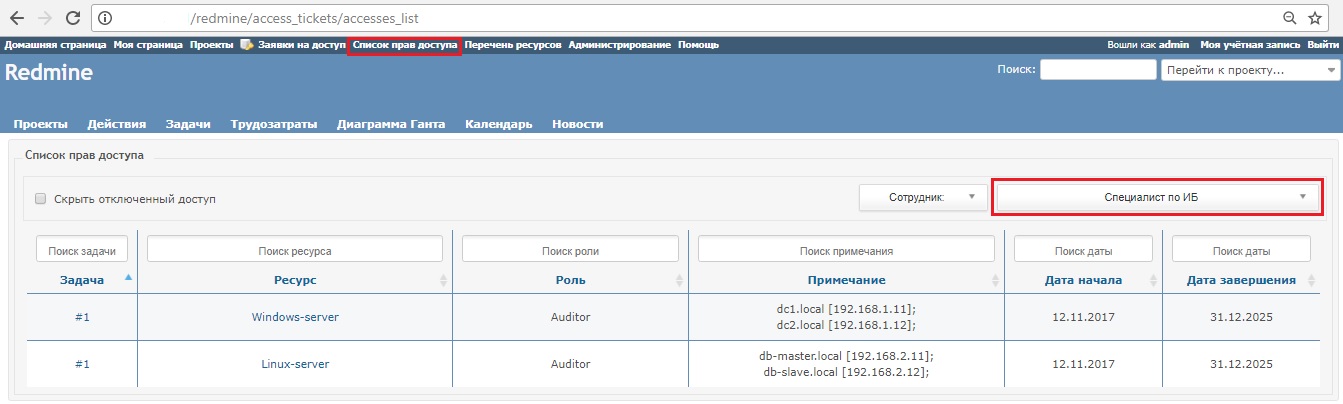 /redmine/access_tickets/accesses_list
Домашняя страница Моя страница Проекты Заявки на доступ Список прав доступа Перечень ресурсов Администрирование Помощь Вошли как admin Моя учётная запись Выйти
Redmine Поиск: Перейти к проекту...
Проекты Действия Задачи Трудозатраты Диаграмма Ганта Календарь Новости
Список прав доступа
Скрыть отключенный доступ Сотрудник: Специалист по ИБ
Поиск задачи Поиск ресурса Поиск роли Поиск примечания Поиск даты Поиск даты
Задача Ресурс Роль Примечание Дата начала Дата завершения
#1 Windows-server Auditor dc1.local [192.168.1.11]; 12.11.2017 31.12.2025
dc2.local [192.168.1.12];
#1 Linux-server Auditor db-master.local [192.168.2.11]; 12.11.2017 31.12.2025
db-slave.local [192.168.2.12];